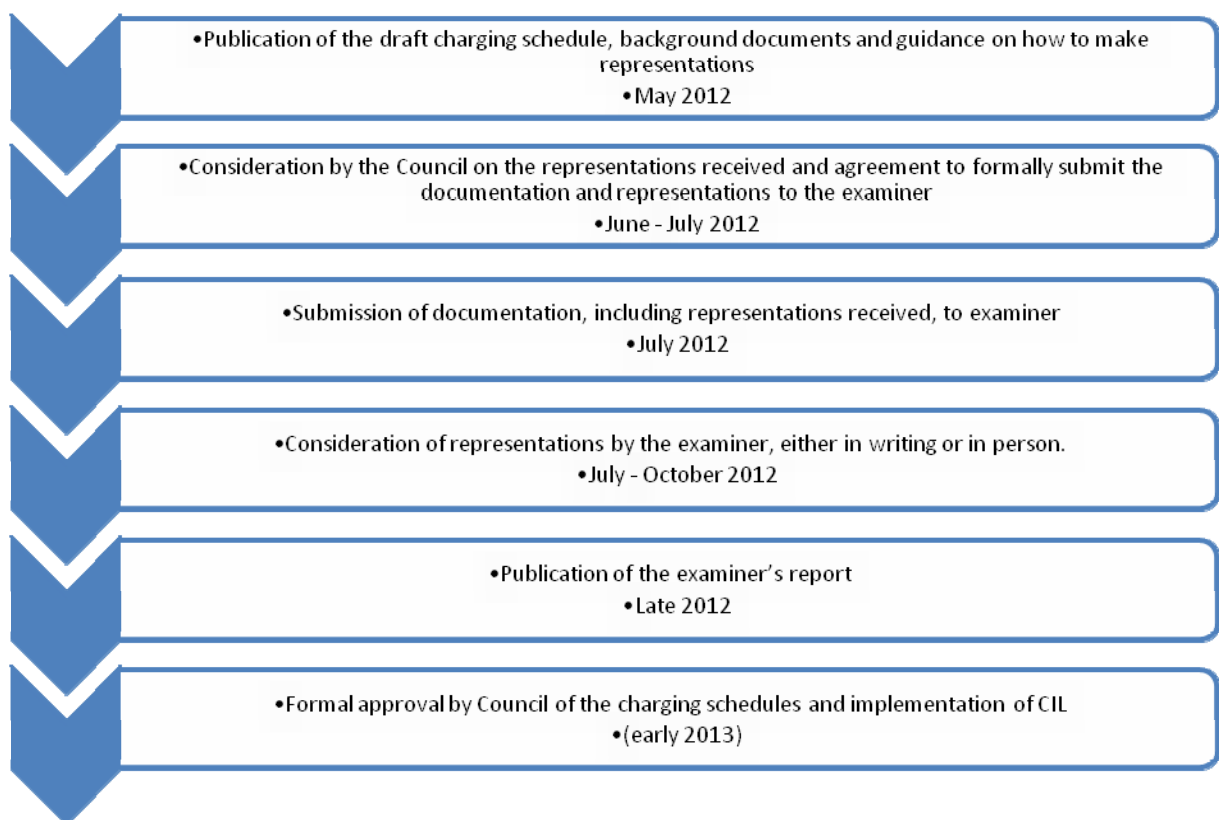 •Publication of the draft charging schedule, background documents and guidance on how to make
representations
•May 2012
•Consideration by the Council on the representations received and agreement to formally submit the
documentation and representations to the examiner
•June - July 2012
•Submission of documentation, including representations received, to examiner
•July 2012
•Consideration of representations by the examiner, either in writing or in person.
•July - October 2012
•Publication of the examiner’s report
•Late 2012
•Formal approval by Council of the charging schedules and implementation of CIL
•(early 2013)